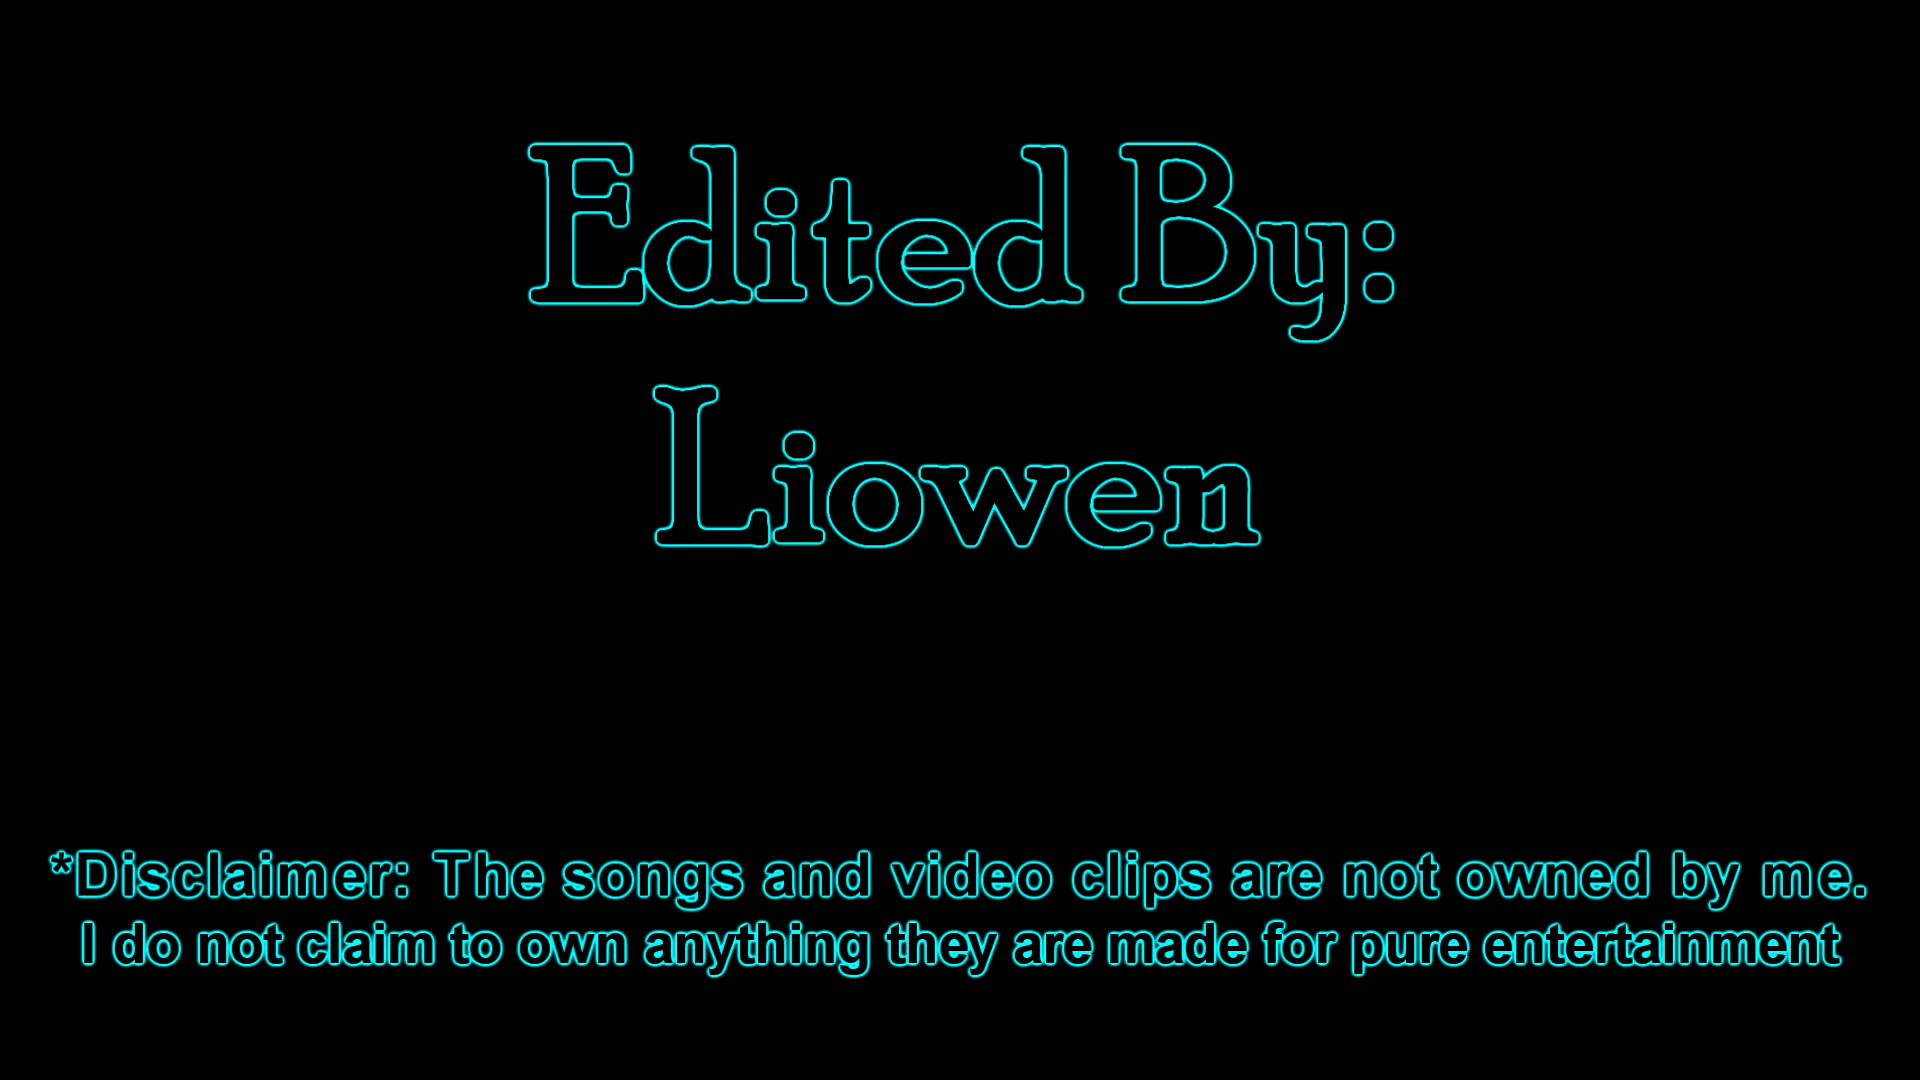 Edited By:
Liowen
*Disclaimer: The songs and video clips are not owned by me.
I do not claim to own anything they are made for pure entertainment